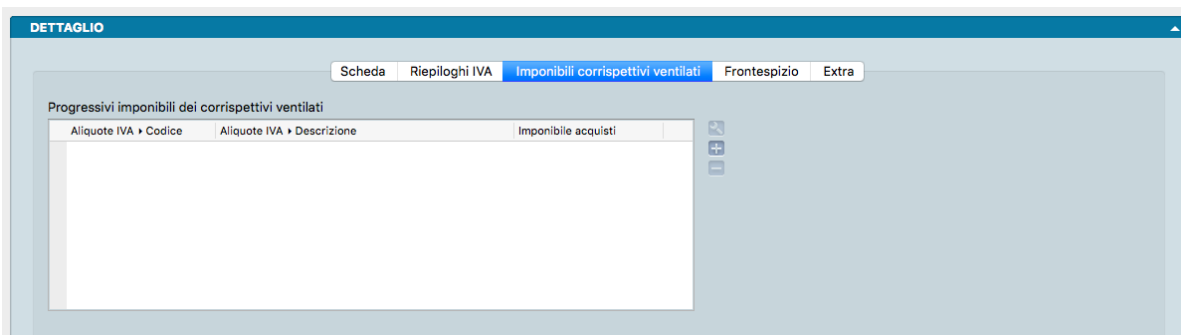 DETTAGLIO
Scheda Riepiloghi IVA Imponibili corrispettivi ventilati Frontespizio Extra
Progressivi imponibili dei corrispettivi ventilati
Aliquote IVA ▸ Codice Aliquote IVA ▸ Descrizione Imponibile acquisti